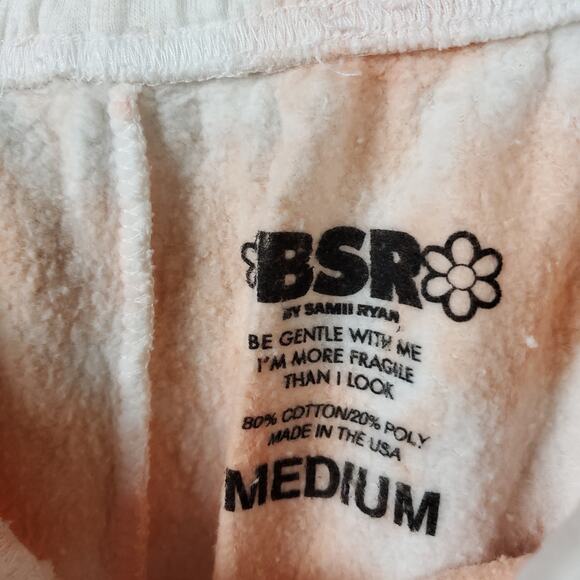 BSR
BY SAMII RYAN
BE GENTLE WITH ME
I'M MORE FRAGILE
THAN I LOOK
80% COTTON/20% POLY
MADE IN THE USA
MEDIUM